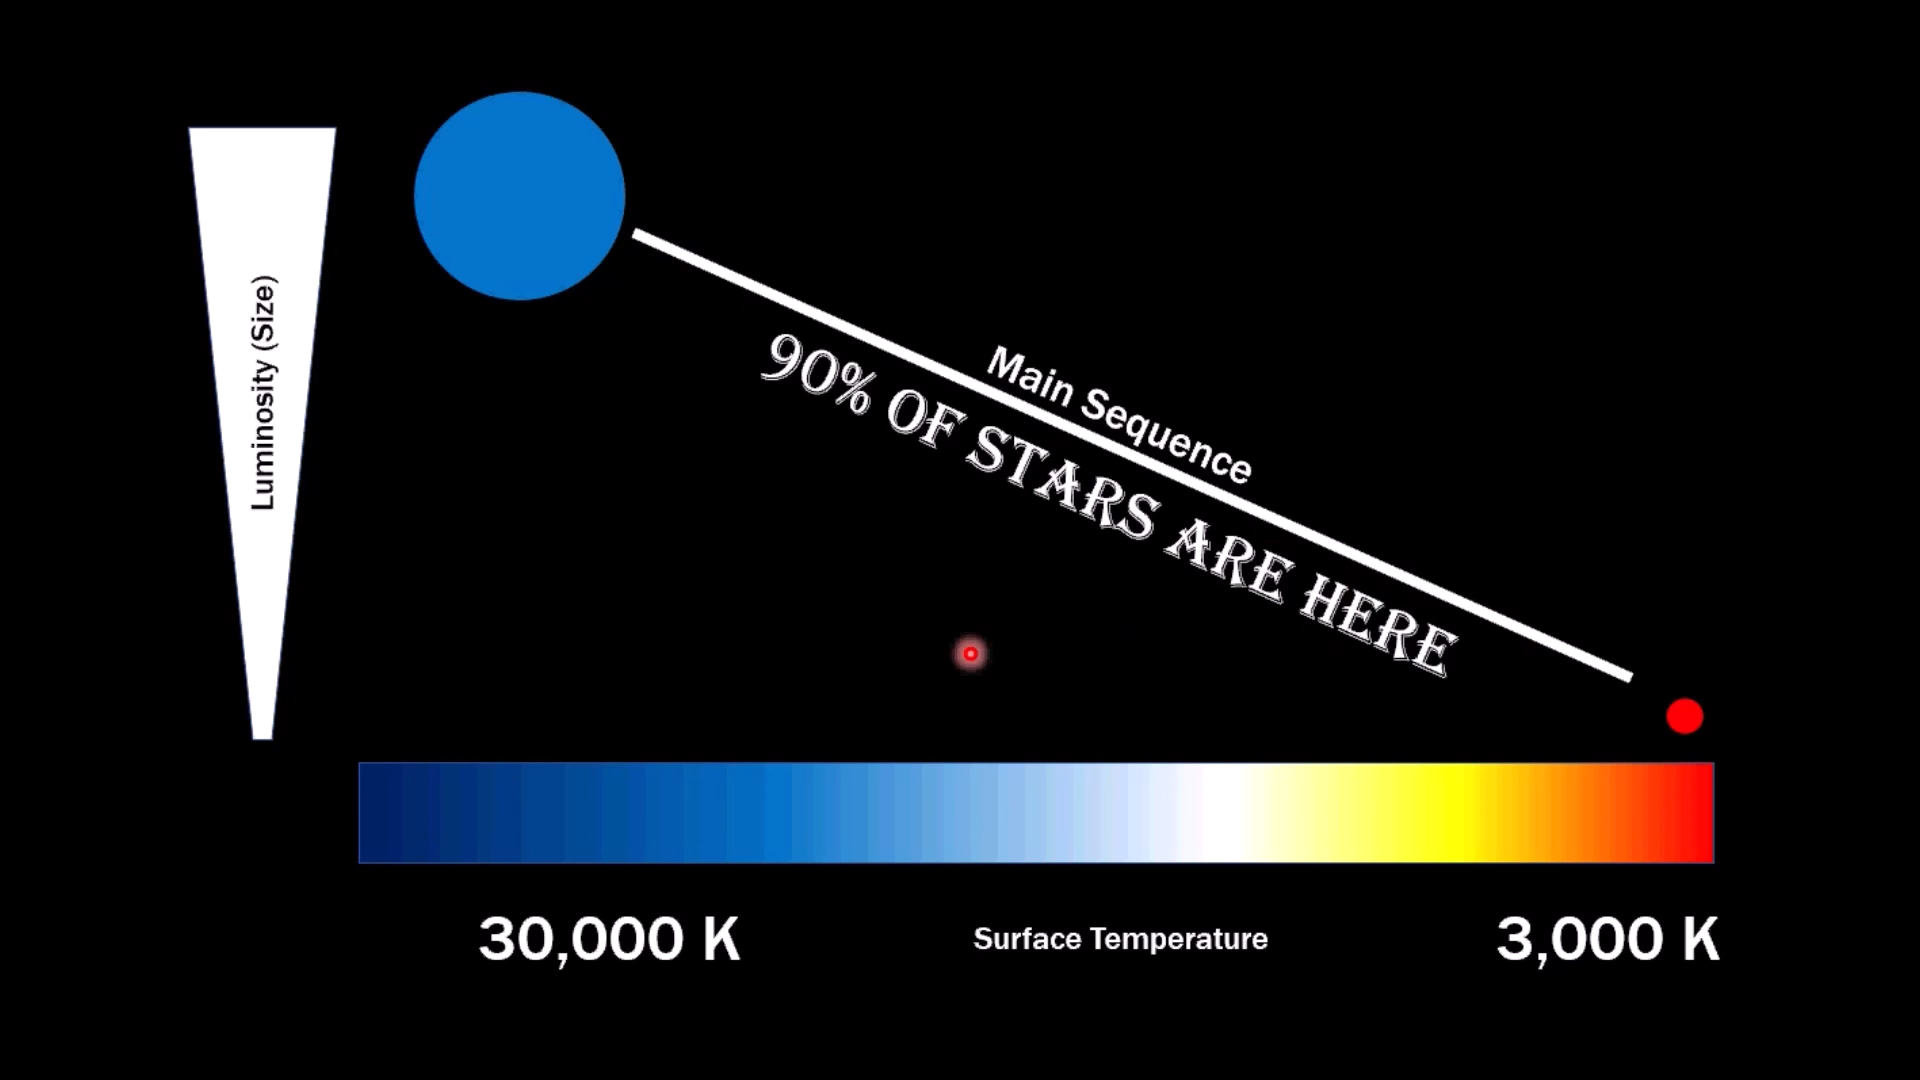 Luminosity (Size)
Main Sequence
90% OF STARS ARE HERE
30,000 K
Surface Temperature
3,000 K